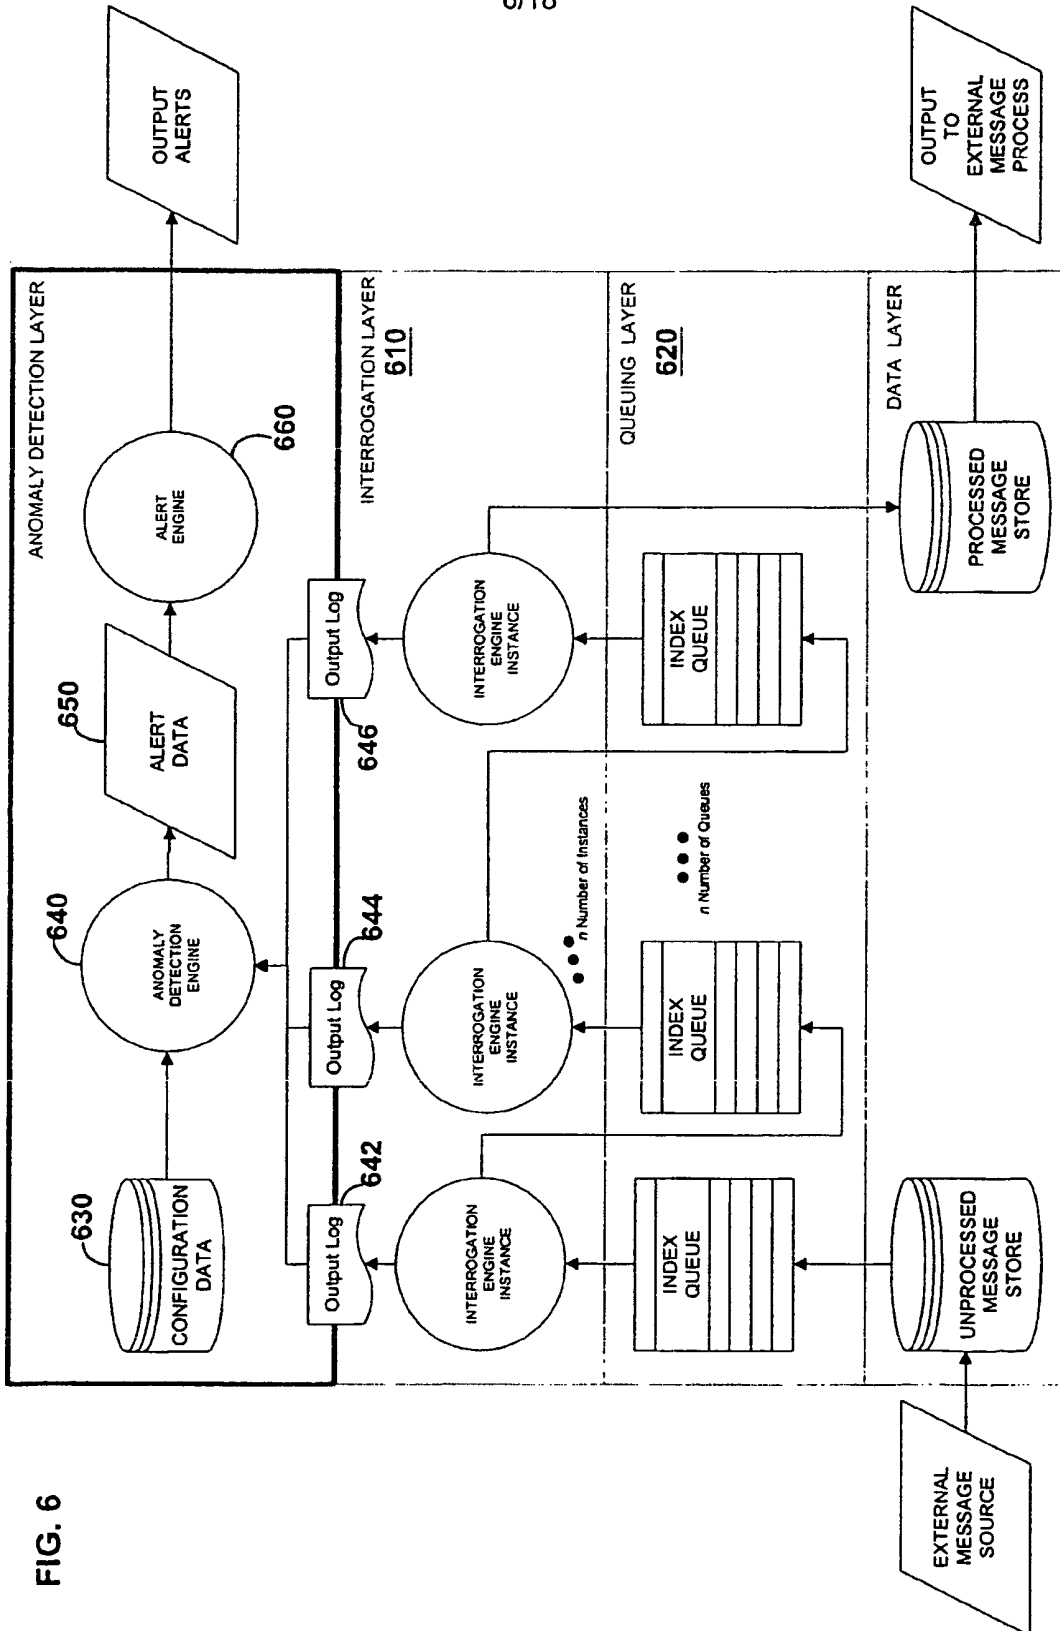 6/18
FIG. 6
ANOMALY DETECTION LAYER
630
CONFIGURATION
DATA
640
ANOMALY
DETECTION
ENGINE
650
ALERT
DATA
ALERT
ENGINE
660
OUTPUT
ALERTS
INTERROGATION LAYER
610
Output Log
642
Output Log
644
Output Log
646
INTERROGATION
ENGINE
INSTANCE
INTERROGATION
ENGINE
INSTANCE
n Number of Instances
INTERROGATION
ENGINE
INSTANCE
QUEUING LAYER
620
INDEX
QUEUE
INDEX
QUEUE
n Number of Queues
INDEX
QUEUE
DATA LAYER
EXTERNAL
MESSAGE
SOURCE
UNPROCESSED
MESSAGE
STORE
PROCESSED
MESSAGE
STORE
OUTPUT
TO
EXTERNAL
MESSAGE
PROCESS